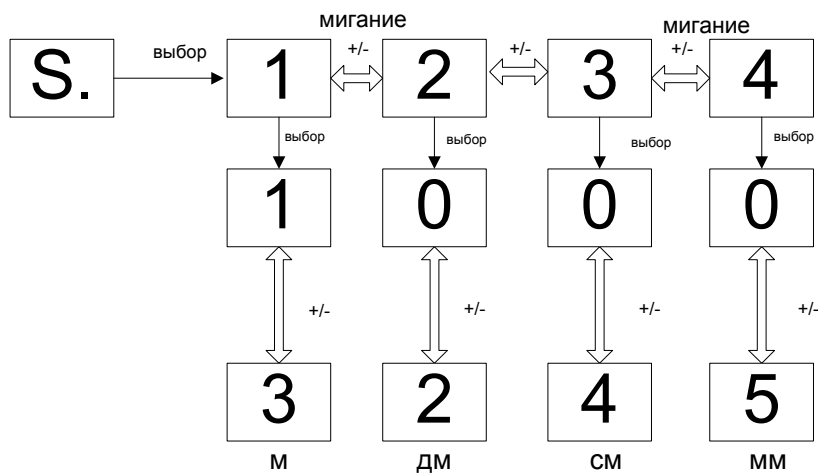 мигание
мигание
S.
выбор
1
+/-
2
+/-
3
+/-
4
выбор
выбор
выбор
выбор
1
0
0
0
+/-
+/-
+/-
+/-
3
2
4
5
м
дм
см
мм